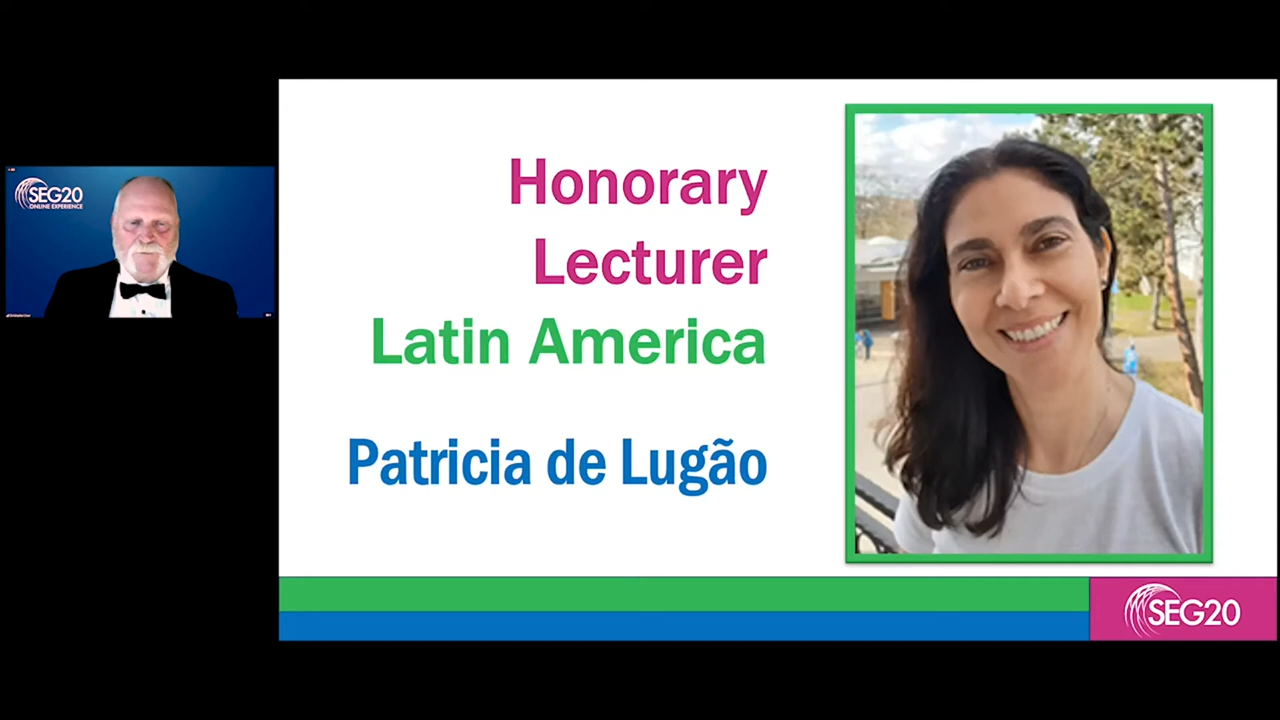 SEG20
ONLINE EXPERIENCE
Honorary
Lecturer
Latin America
Patricia de Lugão
SEG20